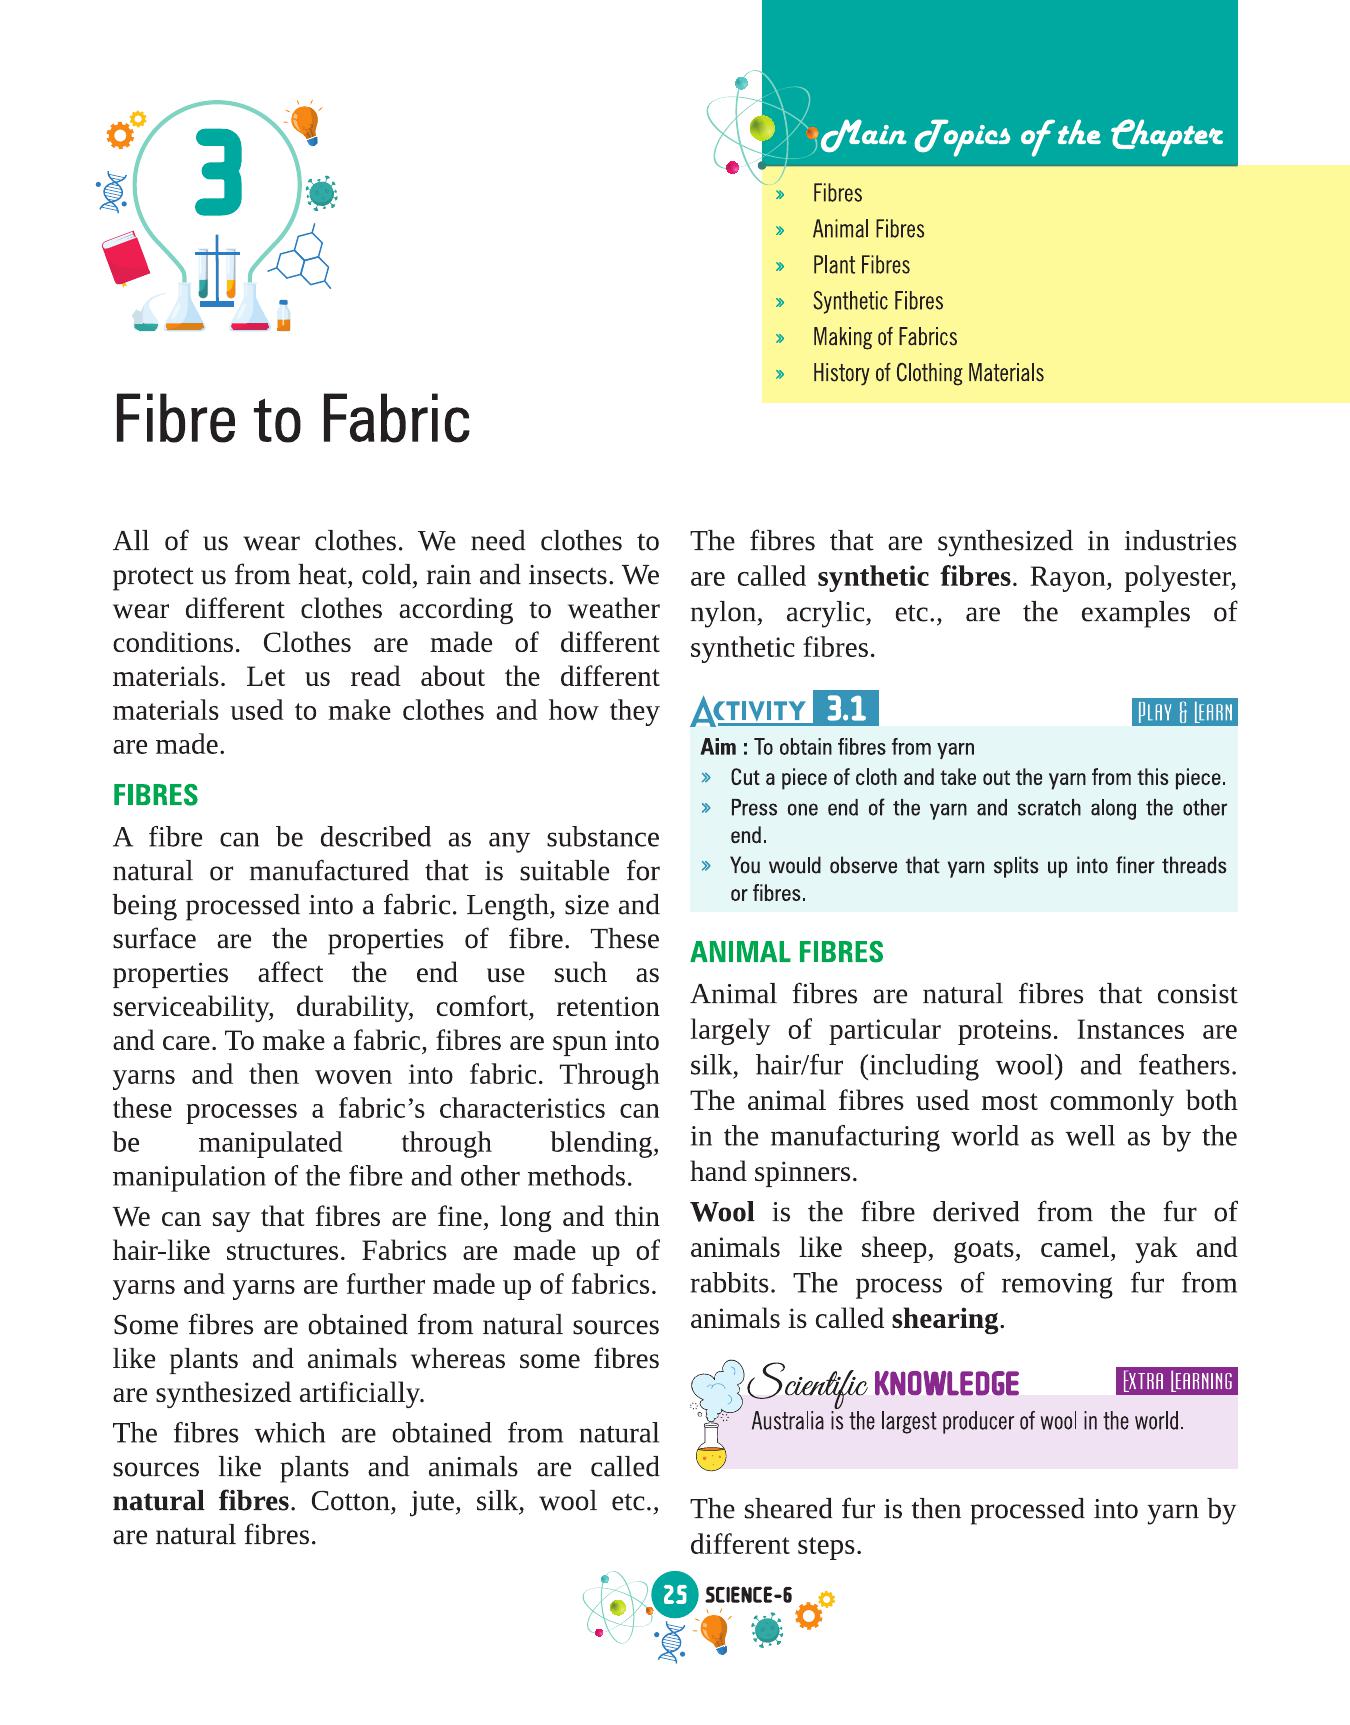 3
Main Topics of the Chapter
» Fibres
» Animal Fibres
» Plant Fibres
» Synthetic Fibres
» Making of Fabrics
» History of Clothing Materials
Fibre to Fabric
All of us wear clothes. We need clothes to
protect us from heat, cold, rain and insects. We
wear different clothes according to weather
conditions. Clothes are made of different
materials. Let us read about the different
materials used to make clothes and how they
are made.
FIBRES
A fibre can be described as any substance
natural or manufactured that is suitable for
being processed into a fabric. Length, size and
surface are the properties of fibre. These
properties affect the end use such as
serviceability, durability, comfort, retention
and care. To make a fabric, fibres are spun into
yarns and then woven into fabric. Through
these processes a fabric’s characteristics can
be manipulated through blending,
manipulation of the fibre and other methods.
We can say that fibres are fine, long and thin
hair-like structures. Fabrics are made up of
yarns and yarns are further made up of fabrics.
Some fibres are obtained from natural sources
like plants and animals whereas some fibres
are synthesized artificially.
The fibres which are obtained from natural
sources like plants and animals are called
natural fibres. Cotton, jute, silk, wool etc.,
are natural fibres.
The fibres that are synthesized in industries
are called synthetic fibres. Rayon, polyester,
nylon, acrylic, etc., are the examples of
synthetic fibres.
ACTIVITY 3.1 PLAY & LEARN
Aim : To obtain fibres from yarn
» Cut a piece of cloth and take out the yarn from this piece.
» Press one end of the yarn and scratch along the other
end.
» You would observe that yarn splits up into finer threads
or fibres.
ANIMAL FIBRES
Animal fibres are natural fibres that consist
largely of particular proteins. Instances are
silk, hair/fur (including wool) and feathers.
The animal fibres used most commonly both
in the manufacturing world as well as by the
hand spinners.
Wool is the fibre derived from the fur of
animals like sheep, goats, camel, yak and
rabbits. The process of removing fur from
animals is called shearing.
Scientific KNOWLEDGE EXTRA LEARNING
Australia is the largest producer of wool in the world.
The sheared fur is then processed into yarn by
different steps.
25 SCIENCE-6